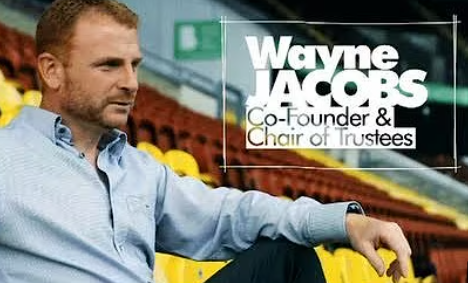 Wayne
JACOBS
Co-Founder &
Chair of Trustees